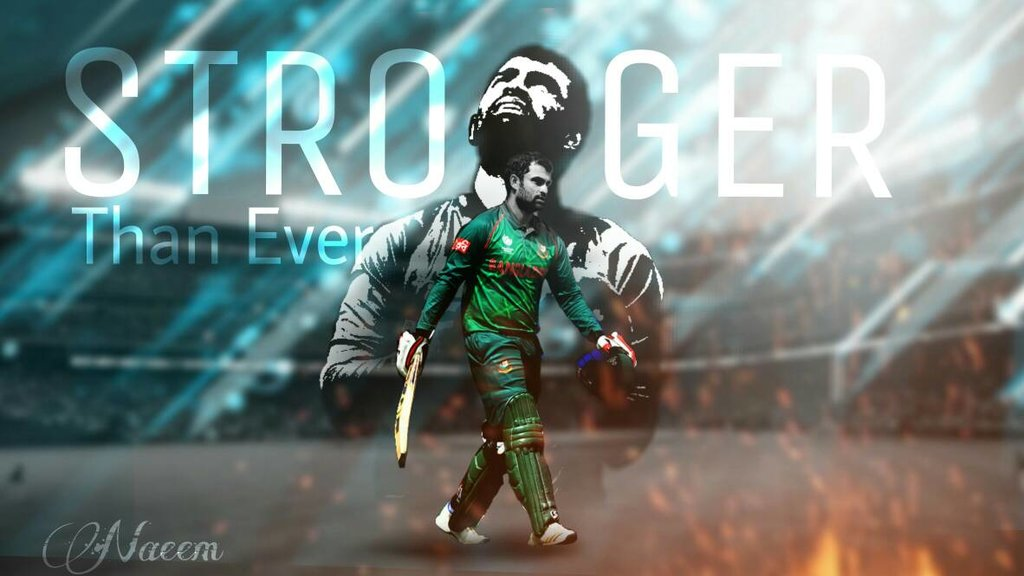 STRO GER
Than Ever
Naeem